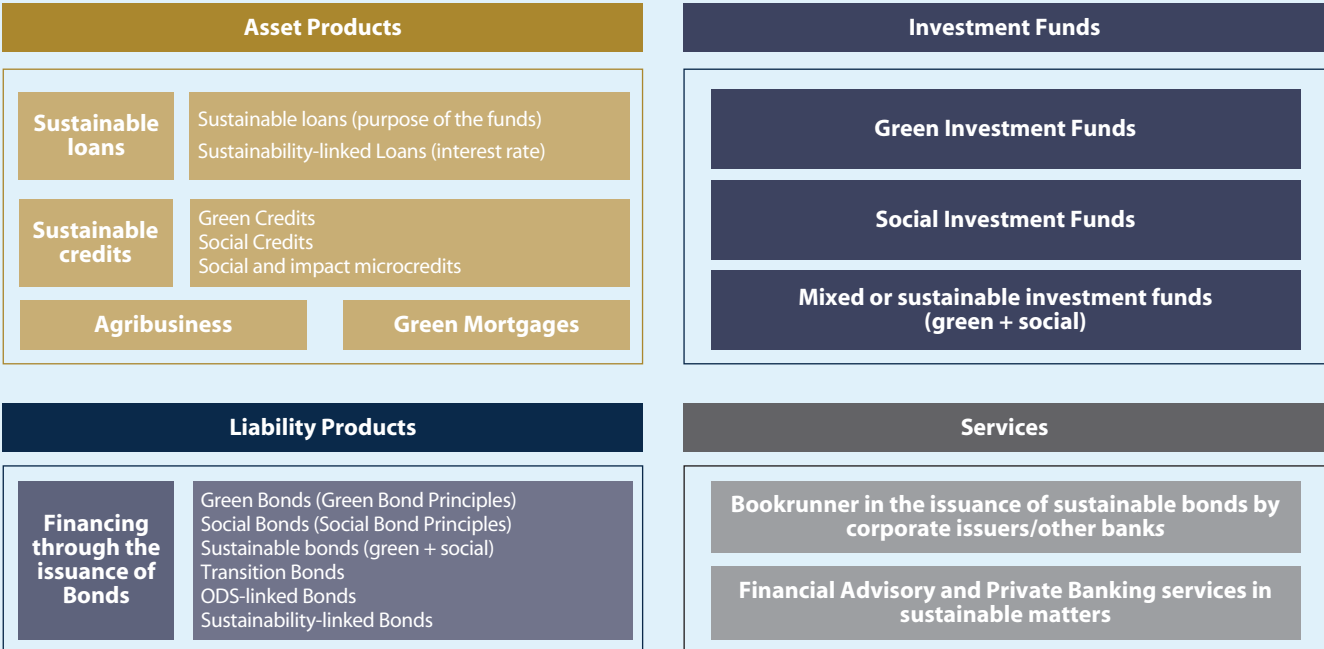 Asset Products
Sustainable
loans
Sustainable loans (purpose of the funds)
Sustainability-linked Loans (interest rate)
Sustainable
credits
Green Credits
Social Credits
Social and impact microcredits
Agribusiness
Green Mortgages
Investment Funds
Green Investment Funds
Social Investment Funds
Mixed or sustainable investment funds
(green + social)
Liability Products
Financing
through the
issuance of
Bonds
Green Bonds (Green Bond Principles)
Social Bonds (Social Bond Principles)
Sustainable bonds (green + social)
Transition Bonds
ODS-linked Bonds
Sustainability-linked Bonds
Services
Bookrunner in the issuance of sustainable bonds by
corporate issuers/other banks
Financial Advisory and Private Banking services in
sustainable matters